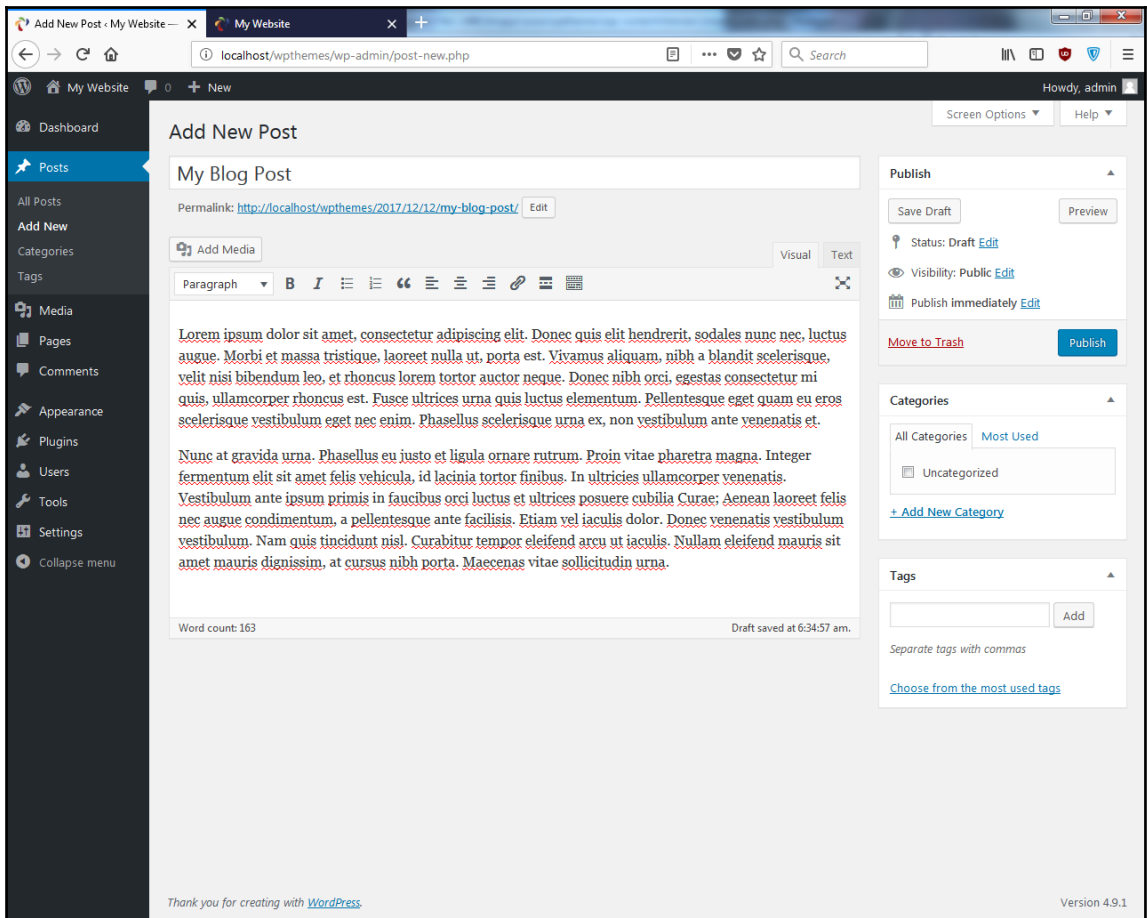 Add New Post ‹ My Website —
My Website
localhost/wpthemes/wp-admin/post-new.php
Search
My Website 0 New
Howdy, admin
Screen Options
Help
Dashboard
Posts
All Posts
Add New
Categories
Tags
Media
Pages
Comments
Appearance
Plugins
Users
Tools
Settings
Collapse menu
Add New Post
My Blog Post
Permalink: http://localhost/wpthemes/2017/12/12/my-blog-post/ Edit
Add Media
Visual Text
Paragraph
Lorem ipsum dolor sit amet, consectetur adipiscing elit. Donec quis elit hendrerit, sodales nunc nec, luctus
augue. Morbi et massa tristique, laoreet nulla ut, porta est. Vivamus aliquam, nibh a blandit scelerisque,
velit nisi bibendum leo, et rhoncus lorem tortor auctor neque. Donec nibh orci, egestas consectetur mi
quis, ullamcorper rhoncus est. Fusce ultrices urna quis luctus elementum. Pellentesque eget quam eu eros
scelerisque vestibulum eget nec enim. Phasellus scelerisque urna ex, non vestibulum ante venenatis et.
Nunc at gravida urna. Phasellus eu justo et ligula ornare rutrum. Proin vitae pharetra magna. Integer
fermentum elit sit amet felis vehicula, id lacinia tortor finibus. In ultricies ullamcorper venenatis.
Vestibulum ante ipsum primis in faucibus orci luctus et ultrices posuere cubilia Curae; Aenean laoreet felis
nec augue condimentum, a pellentesque ante facilisis. Etiam vel iaculis dolor. Donec venenatis vestibulum
vestibulum. Nam quis tincidunt nisl. Curabitur tempor eleifend arcu ut iaculis. Nullam eleifend mauris sit
amet mauris dignissim, at cursus nibh porta. Maecenas vitae sollicitudin urna.
Word count: 163
Draft saved at 6:34:57 am.
Publish
Save Draft
Preview
Status: Draft Edit
Visibility: Public Edit
Publish immediately Edit
Move to Trash
Publish
Categories
All Categories Most Used
Uncategorized
+ Add New Category
Tags
Add
Separate tags with commas
Choose from the most used tags
Thank you for creating with WordPress.
Version 4.9.1